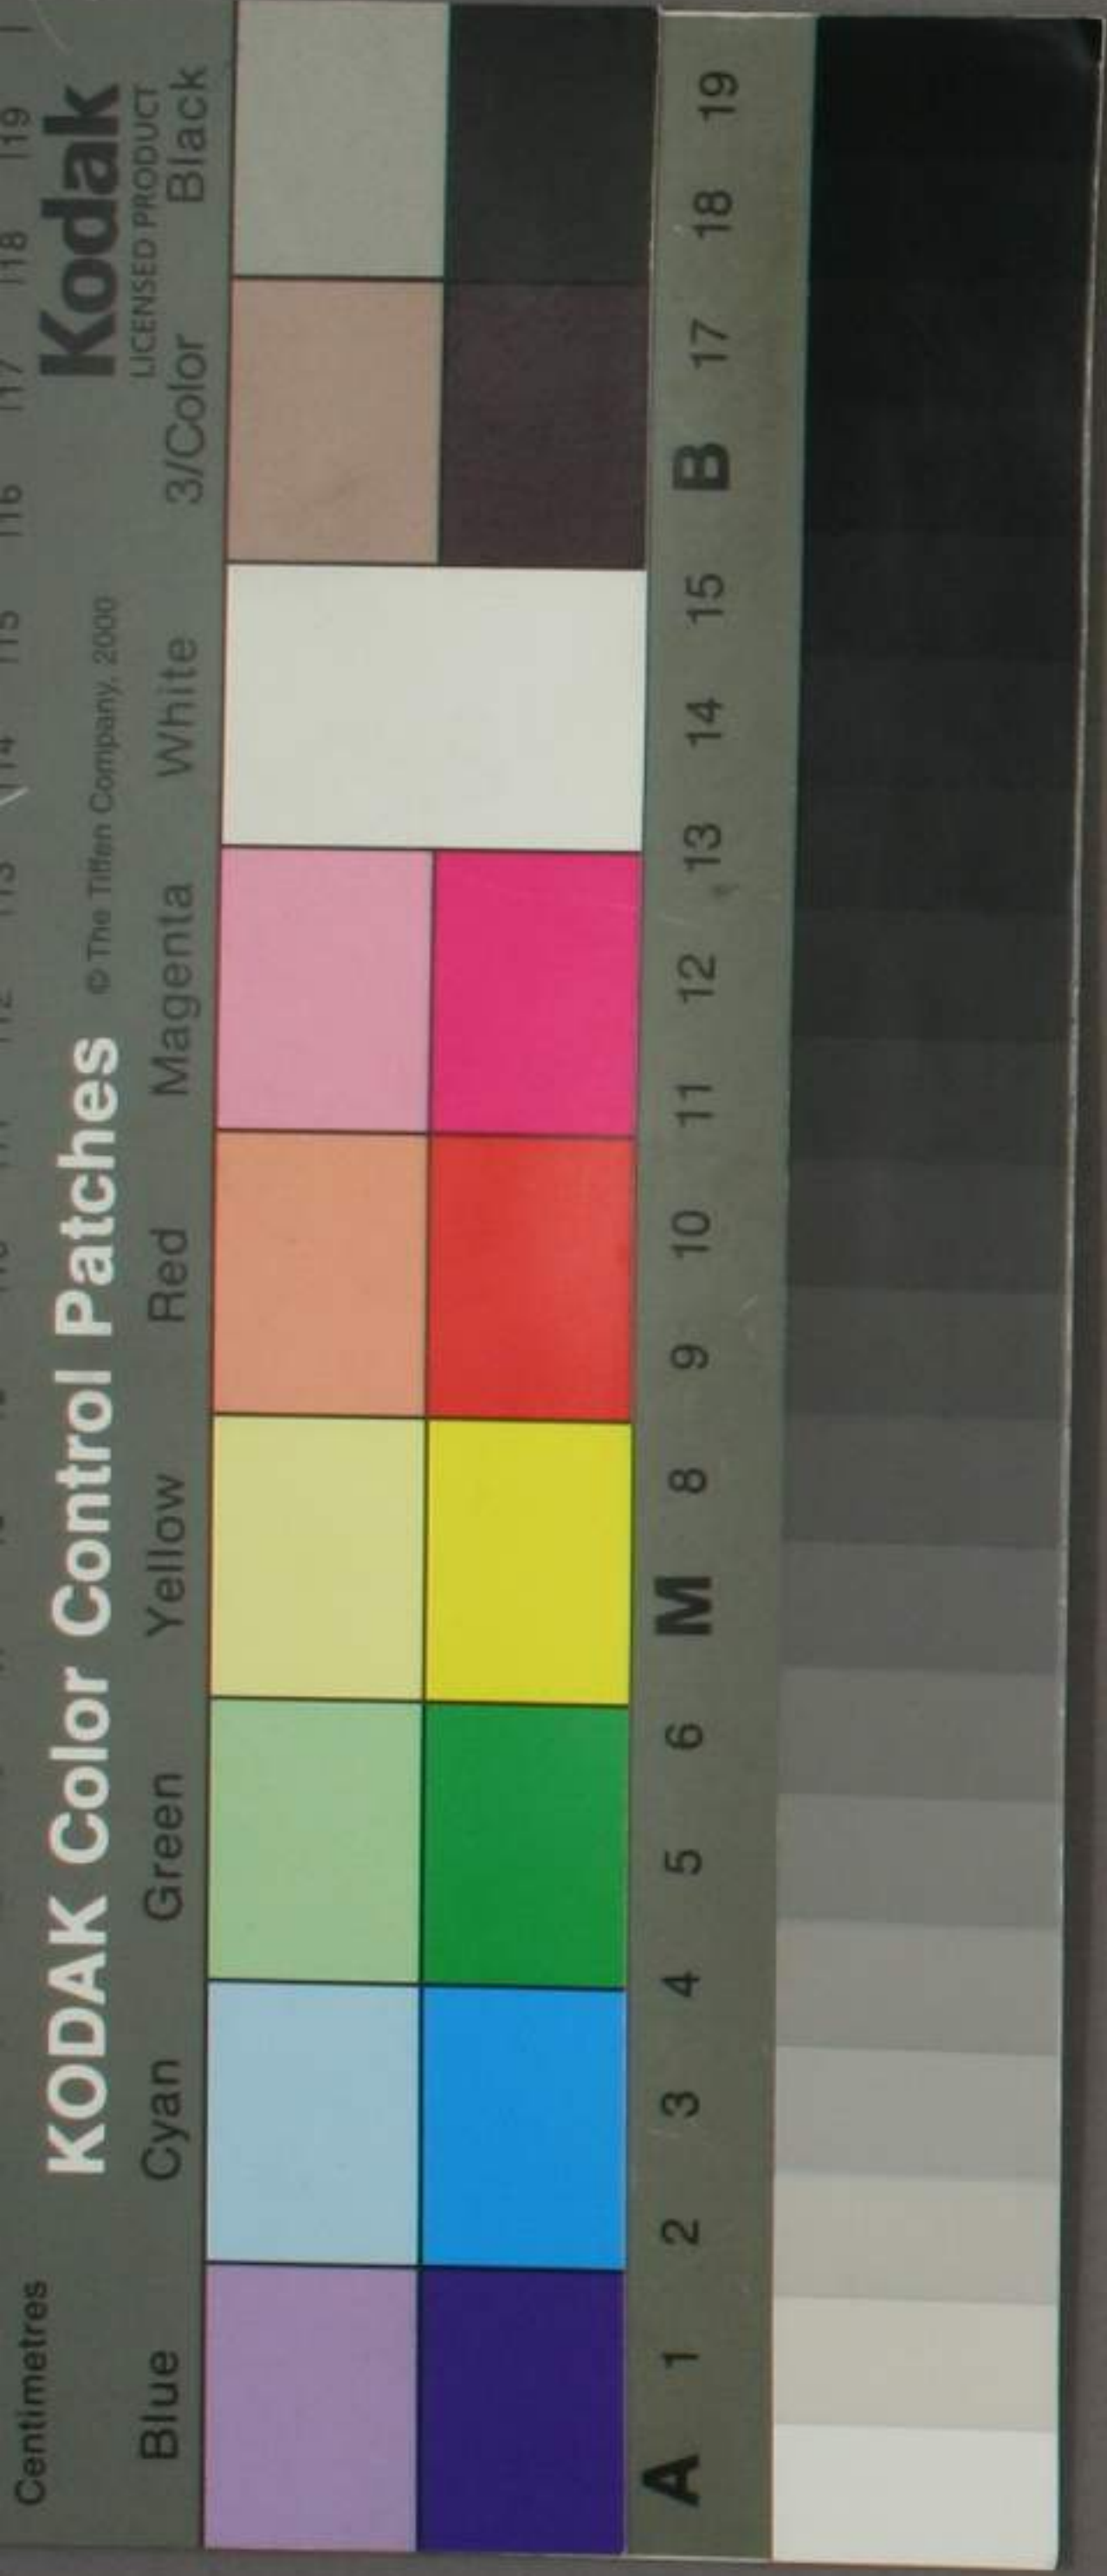 Centimetres
KODAK Color Control Patches © The Tiffen Company, 2000 Kodak
LICENSED PRODUCT
Blue Cyan Green Yellow Red Magenta White 3/Color Black
A 1 2 3 4 5 6 M 8 9 10 11 12 13 14 15 B 17 18 19